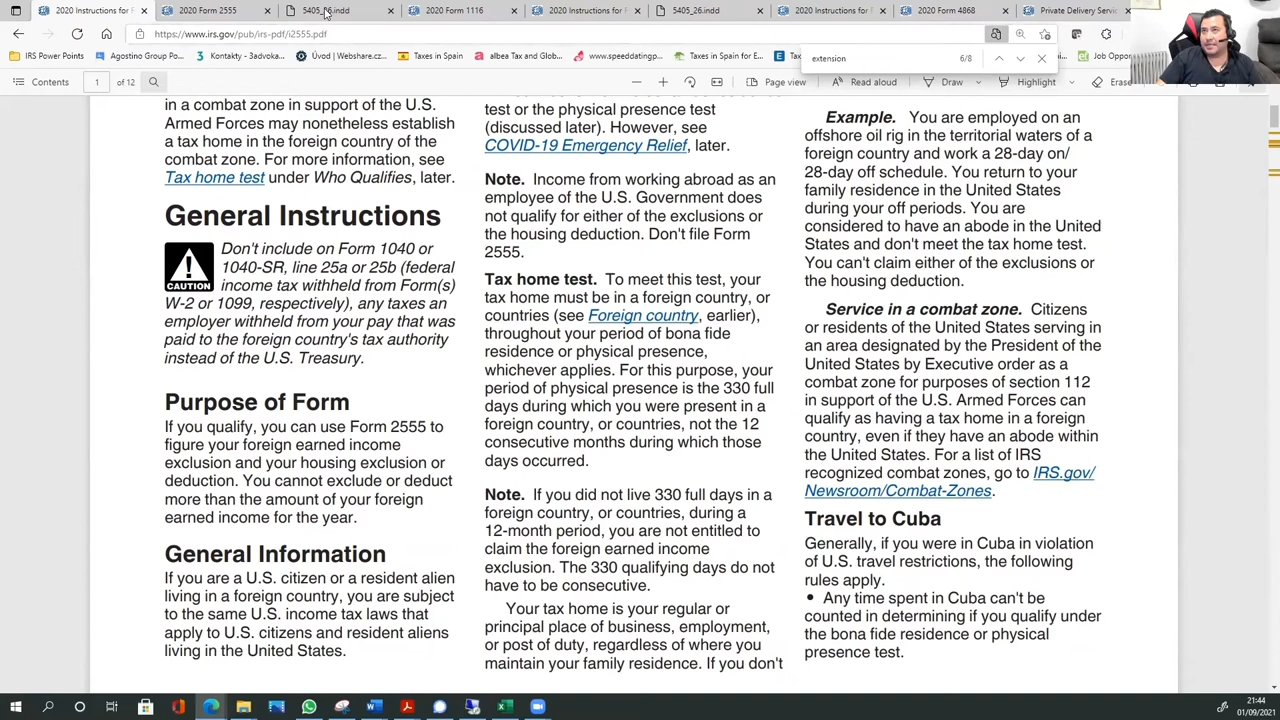 2020 Instructions for F
2020 Form 2555
2020 Form 1116
2020 Instructions for F
5405_26.indd
2020 Instructions for F
2020 Form 4868
Private Delivery Servic
https://www.irs.gov/pub/irs-pdf/i2555.pdf
IRS Power Points
Agostino Group Po...
Kontakty - zadavka...
Úvod | Webshare.cz...
Taxes in Spain
albea Tax and Glob...
www.speeddatingp...
Taxes in Spain for E...
Tax
Job Oppor
extension
6/8
Contents
1
of 12
Page view
Read aloud
Draw
Highlight
Erase
in a combat zone in support of the U.S.
Armed Forces may nonetheless establish
a tax home in the foreign country of the
combat zone. For more information, see
Tax home test under Who Qualifies, later.
General Instructions
CAUTION
Don't include on Form 1040 or
1040-SR, line 25a or 25b (federal
income tax withheld from Form(s)
W-2 or 1099, respectively), any taxes an
employer withheld from your pay that was
paid to the foreign country's tax authority
instead of the U.S. Treasury.
Purpose of Form
If you qualify, you can use Form 2555 to
figure your foreign earned income
exclusion and your housing exclusion or
deduction. You cannot exclude or deduct
more than the amount of your foreign
earned income for the year.
General Information
If you are a U.S. citizen or a resident alien
living in a foreign country, you are subject
to the same U.S. income tax laws that
apply to U.S. citizens and resident aliens
living in the United States.
test or the physical presence test
(discussed later). However, see
COVID-19 Emergency Relief, later.
Note. Income from working abroad as an
employee of the U.S. Government does
not qualify for either of the exclusions or
the housing deduction. Don't file Form
2555.
Tax home test. To meet this test, your
tax home must be in a foreign country, or
countries (see Foreign country, earlier),
throughout your period of bona fide
residence or physical presence,
whichever applies. For this purpose, your
period of physical presence is the 330 full
days during which you were present in a
foreign country, or countries, not the 12
consecutive months during which those
days occurred.
Note. If you did not live 330 full days in a
foreign country, or countries, during a
12-month period, you are not entitled to
claim the foreign earned income
exclusion. The 330 qualifying days do not
have to be consecutive.
Your tax home is your regular or
principal place of business, employment,
or post of duty, regardless of where you
maintain your family residence. If you don't
Example. You are employed on an
offshore oil rig in the territorial waters of a
foreign country and work a 28-day on/
28-day off schedule. You return to your
family residence in the United States
during your off periods. You are
considered to have an abode in the United
States and don't meet the tax home test.
You can't claim either of the exclusions or
the housing deduction.
Service in a combat zone. Citizens
or residents of the United States serving in
an area designated by the President of the
United States by Executive order as a
combat zone for purposes of section 112
in support of the U.S. Armed Forces can
qualify as having a tax home in a foreign
country, even if they have an abode within
the United States. For a list of IRS
recognized combat zones, go to IRS.gov/
Newsroom/Combat-Zones.
Travel to Cuba
Generally, if you were in Cuba in violation
of U.S. travel restrictions, the following
rules apply.
• Any time spent in Cuba can't be
counted in determining if you qualify under
the bona fide residence or physical
presence test.
21:44
01/09/2021